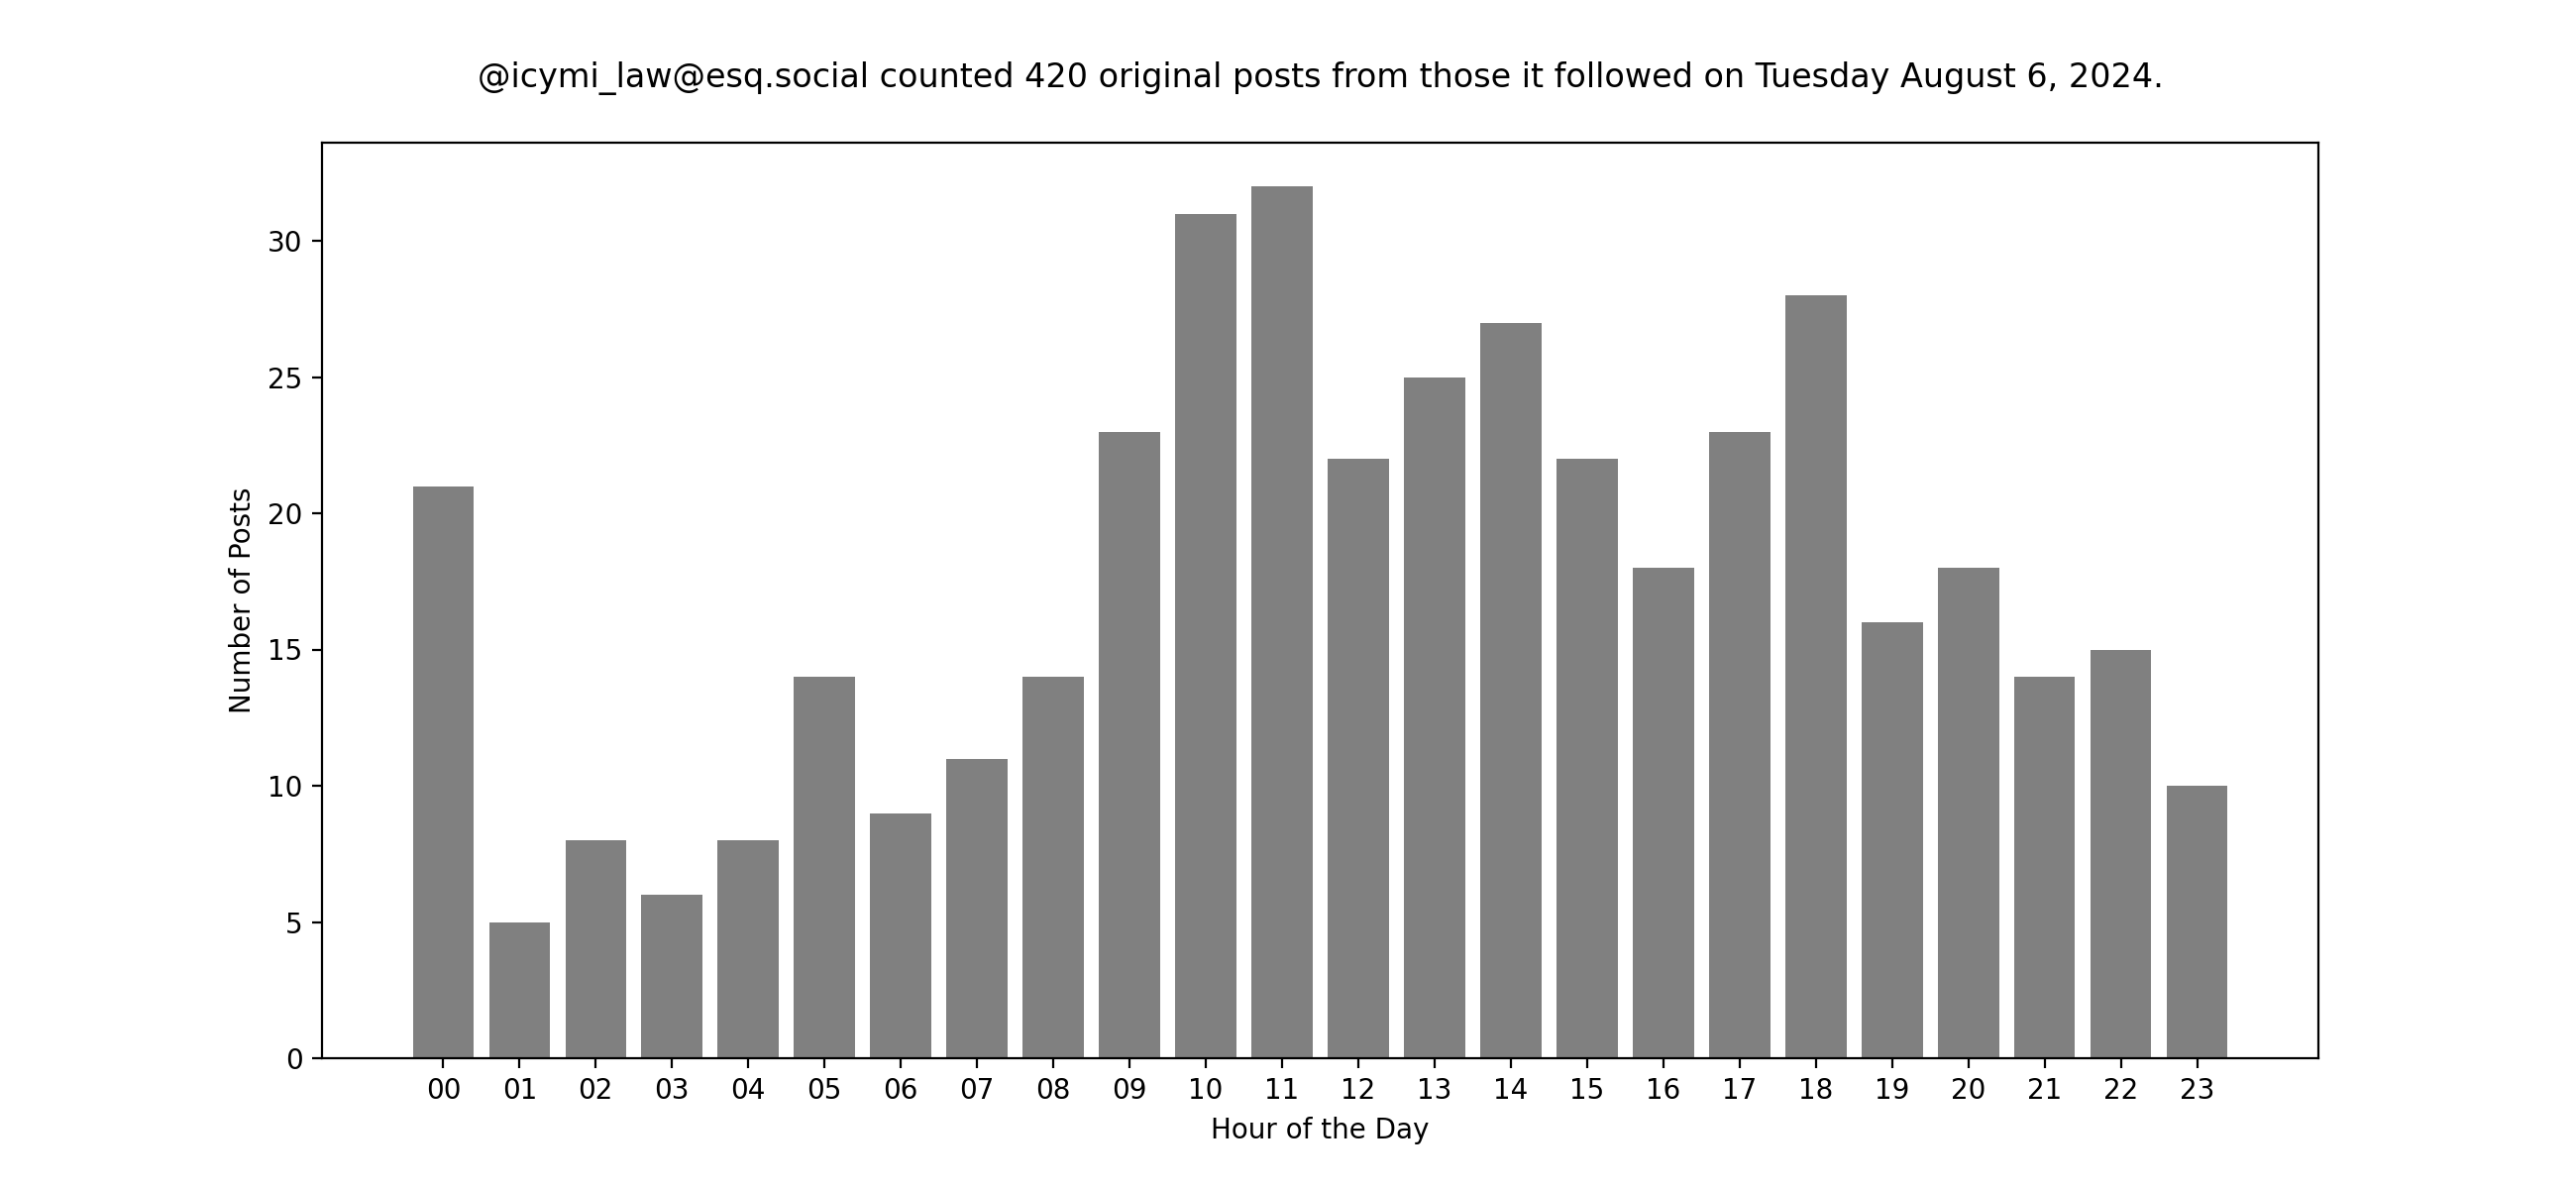 @icymi_law@esq.social counted 420 original posts from those it followed on Tuesday August 6, 2024.
Number of Posts
30
25
20
15
10
5
0
00 01 02 03 04 05 06 07 08 09 10 11 12 13 14 15 16 17 18 19 20 21 22 23
Hour of the Day